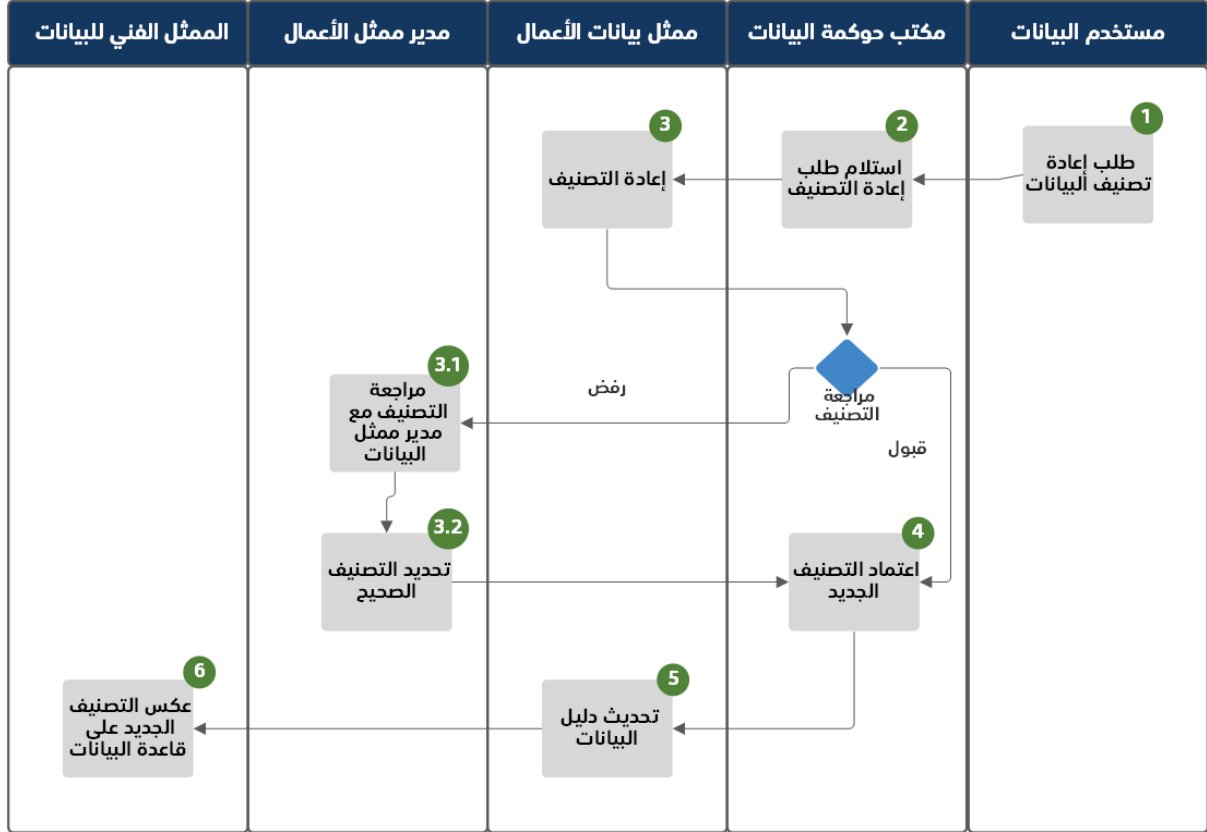 مستخدم البيانات
مكتب حوكمة البيانات
ممثل بيانات الأعمال
مدير ممثل الأعمال
الممثل الفني للبيانات
1
طلب إعادة
تصنيف البيانات
2
استلام طلب
إعادة التصنيف
3
إعادة التصنيف
مراجعة
التصنيف
رفض
قبول
3.1
مراجعة
التصنيف مع
مدير ممثل
البيانات
3.2
تحديد التصنيف
الصحيح
4
اعتماد التصنيف
الجديد
5
تحديث دليل
البيانات
6
عكس التصنيف
الجديد على
قاعدة البيانات